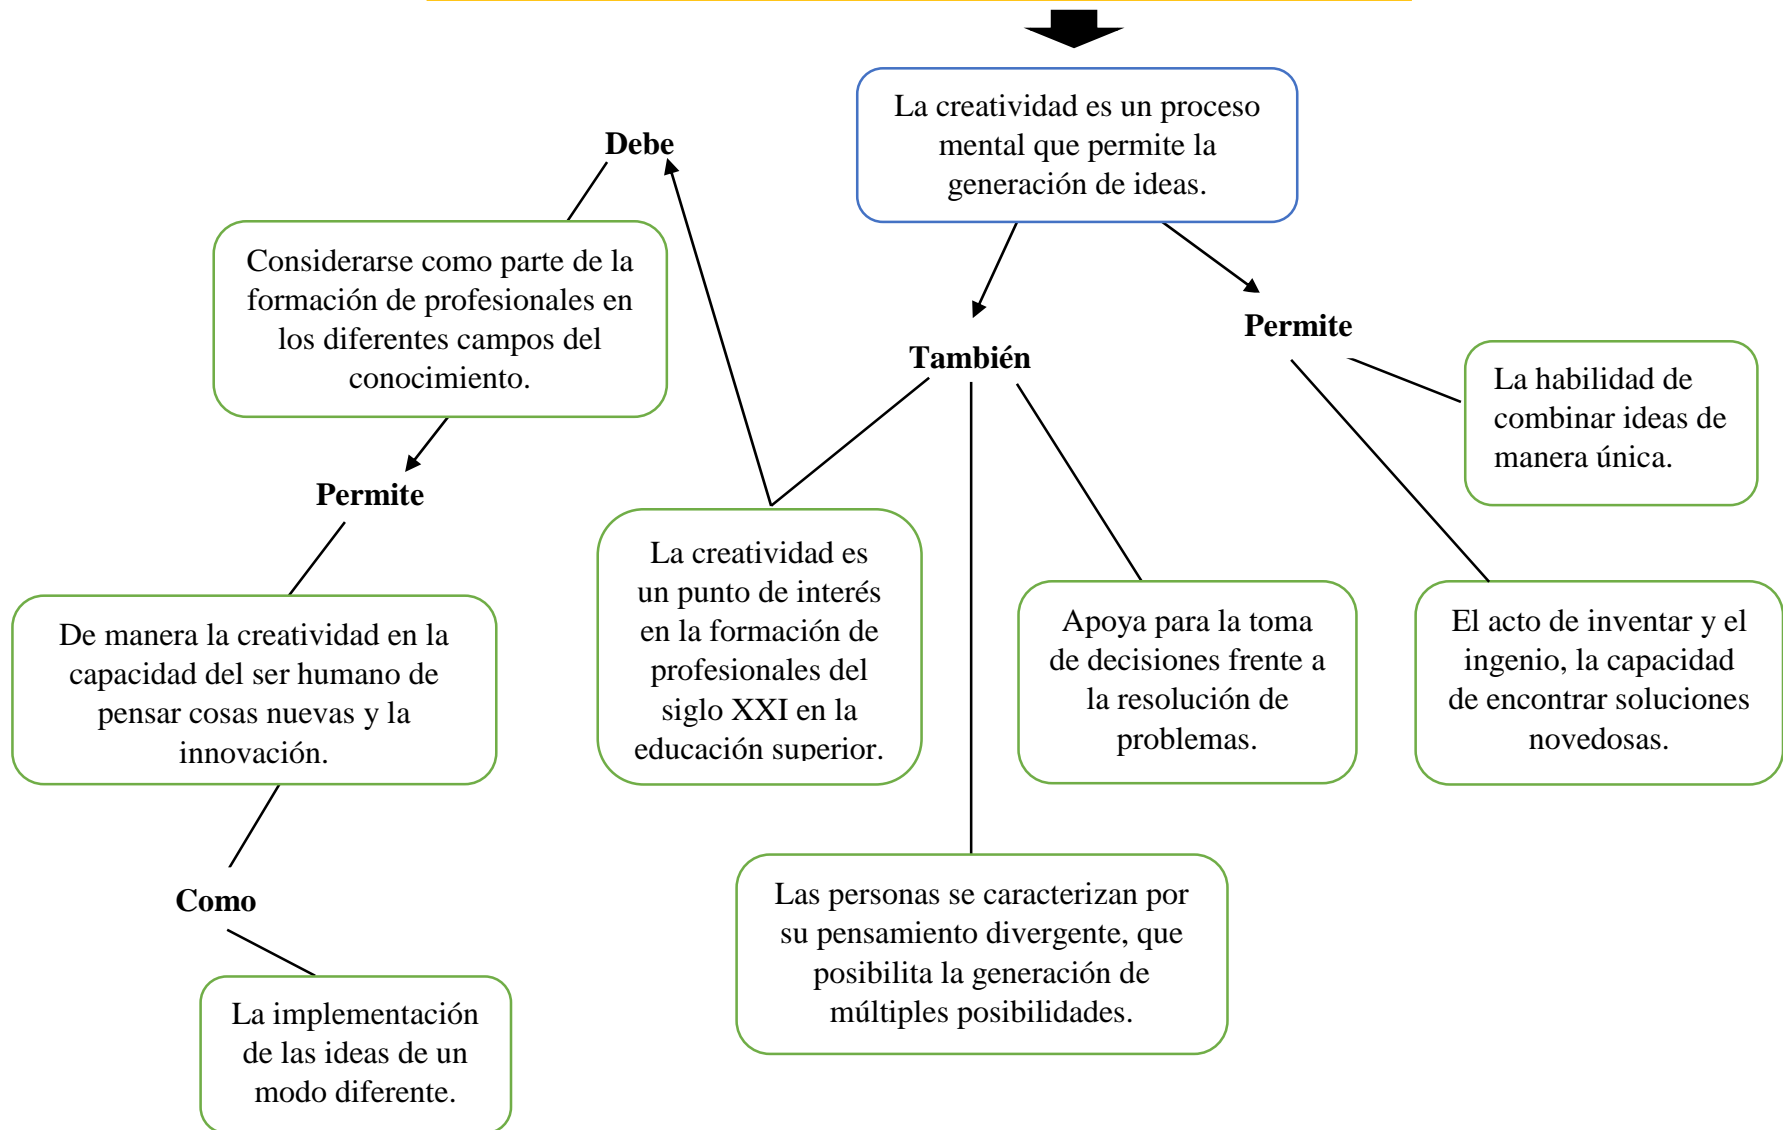 La creatividad es un proceso
mental que permite la
generación de ideas.
Debe
Considerarse como parte de la
formación de profesionales en
los diferentes campos del
conocimiento.
Permite
También
Permite
La habilidad de
combinar ideas de
manera única.
De manera la creatividad en la
capacidad del ser humano de
pensar cosas nuevas y la
innovación.
La creatividad es
un punto de interés
en la formación de
profesionales del
siglo XXI en la
educación superior.
Apoya para la toma
de decisiones frente a
la resolución de
problemas.
El acto de inventar y el
ingenio, la capacidad
de encontrar soluciones
novedosas.
Como
Las personas se caracterizan por
su pensamiento divergente, que
posibilita la generación de
múltiples posibilidades.
La implementación
de las ideas de un
modo diferente.